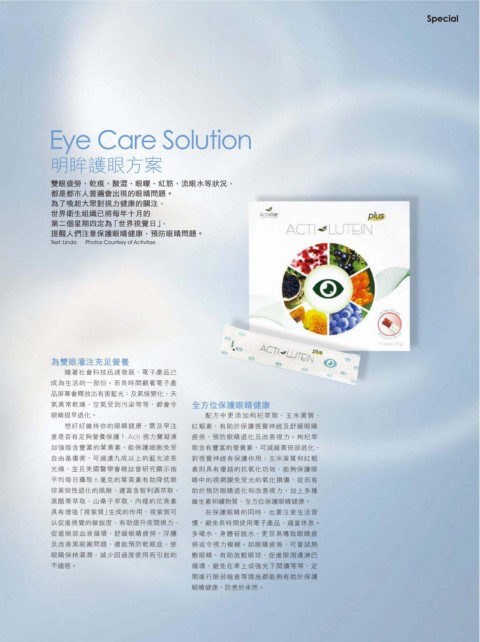 Special
Eye Care Solution
明眸護眼方案
雙眼疲勞、乾痕、酸澀、眼矇、紅筋、流眼水等狀況,
都是都市人普遍會出現的眼睛問題。
為了喚起大眾對視力健康的關注,
世界衛生組織已將每年十月的
第二個星期四定為「世界視覺日」,
提醒人們注意保護眼睛健康,預防眼睛問題。
Text: Linda Photos Courtesy of Activitae
Activitae
plus
ACTI LUTEIN
ACTI LUTEIN plus
為雙眼灌注充足營養
隨著社會科技迅速發展,電子產品已
成為生活的一部份。而長時間觀看電子產
品屏幕會釋放出有害藍光,及氣候變化、天
氣異常乾燥、空氣受到污染等等,都會令
眼睛提早退化。
想好好維持你的眼睛健康,需及早注
意是否有足夠營養保護!Acti 視力寶凝凍
加強版含豐富的葉黃素,能保護細胞免受
自由基傷害,可過濾九成以上的藍光波長
光線,並且美國醫學會雜誌曾研究顯示指
平均每日攝取6毫克的葉黃素有助降低眼
球黃斑性退化的風險。還富含智利酒萃取、
黑醋栗萃取、山桑子萃取,內裡的花青素
具有增強「視紫質」生成的作用,視紫質可
以促進視覺的敏銳度,有助提升夜間視力,
促進眼部血液循環,舒緩眼睛疲勞、浮腫
及改善黑眼圈問題,還能預防乾眼症,使
眼睛保持濕潤,減少因過度使用而引起的
不適感。
全方位保護眼睛健康
配方中更添加枸杞萃取、玉米黃質、
紅蝦素,有助於保護視覺神經及舒緩眼睛
疲勞,預防眼睛退化及改善視力。枸杞萃
取含有豐富的營養素,可減緩黃斑部退化,
對視覺神經有保護作用;玉米黃質和紅蝦
素則具有優越的抗氧化功效,能夠保護眼
睛中的視網膜免受光的氧化損傷,從而有
助於預防眼睛退化和改善視力。加上多種
維生素和礦物質,全方位保護眼睛健康。
在保護眼睛的同時,也要注意生活習
慣,避免長時間使用電子產品,適當休息。
多喝水,身體若脫水,更容易導致眼睛疲
勞或令視力模糊。如眼睛疲倦,可嘗試熱
敷眼睛,有助放鬆眼球,促進眼周邊淋巴
循環。避免在車上或強光下閱讀等等,定
期進行眼部檢查等措施都能夠有助於保護
眼睛健康,防患於未然。